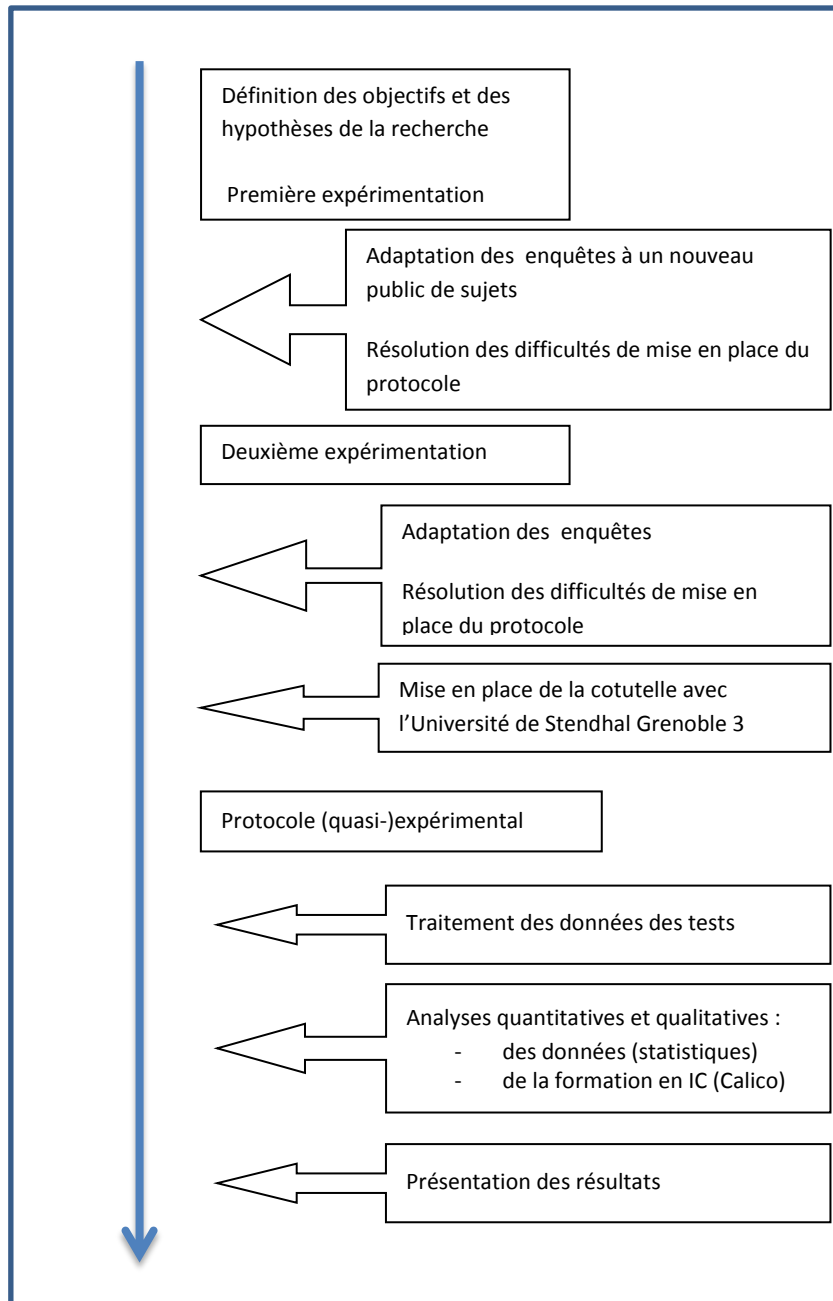 Définition des objectifs et des
hypothèses de la recherche
Première expérimentation
Adaptation des enquêtes à un nouveau
public de sujets
Résolution des difficultés de mise en place du
protocole
Deuxième expérimentation
Adaptation des enquêtes
Résolution des difficultés de mise en
place du protocole
Mise en place de la cotutelle avec
l’Université de Stendhal Grenoble 3
Protocole (quasi-)expérimental
Traitement des données des tests
Analyses quantitatives et qualitatives :
- des données (statistiques)
- de la formation en IC (Calico)
Présentation des résultats